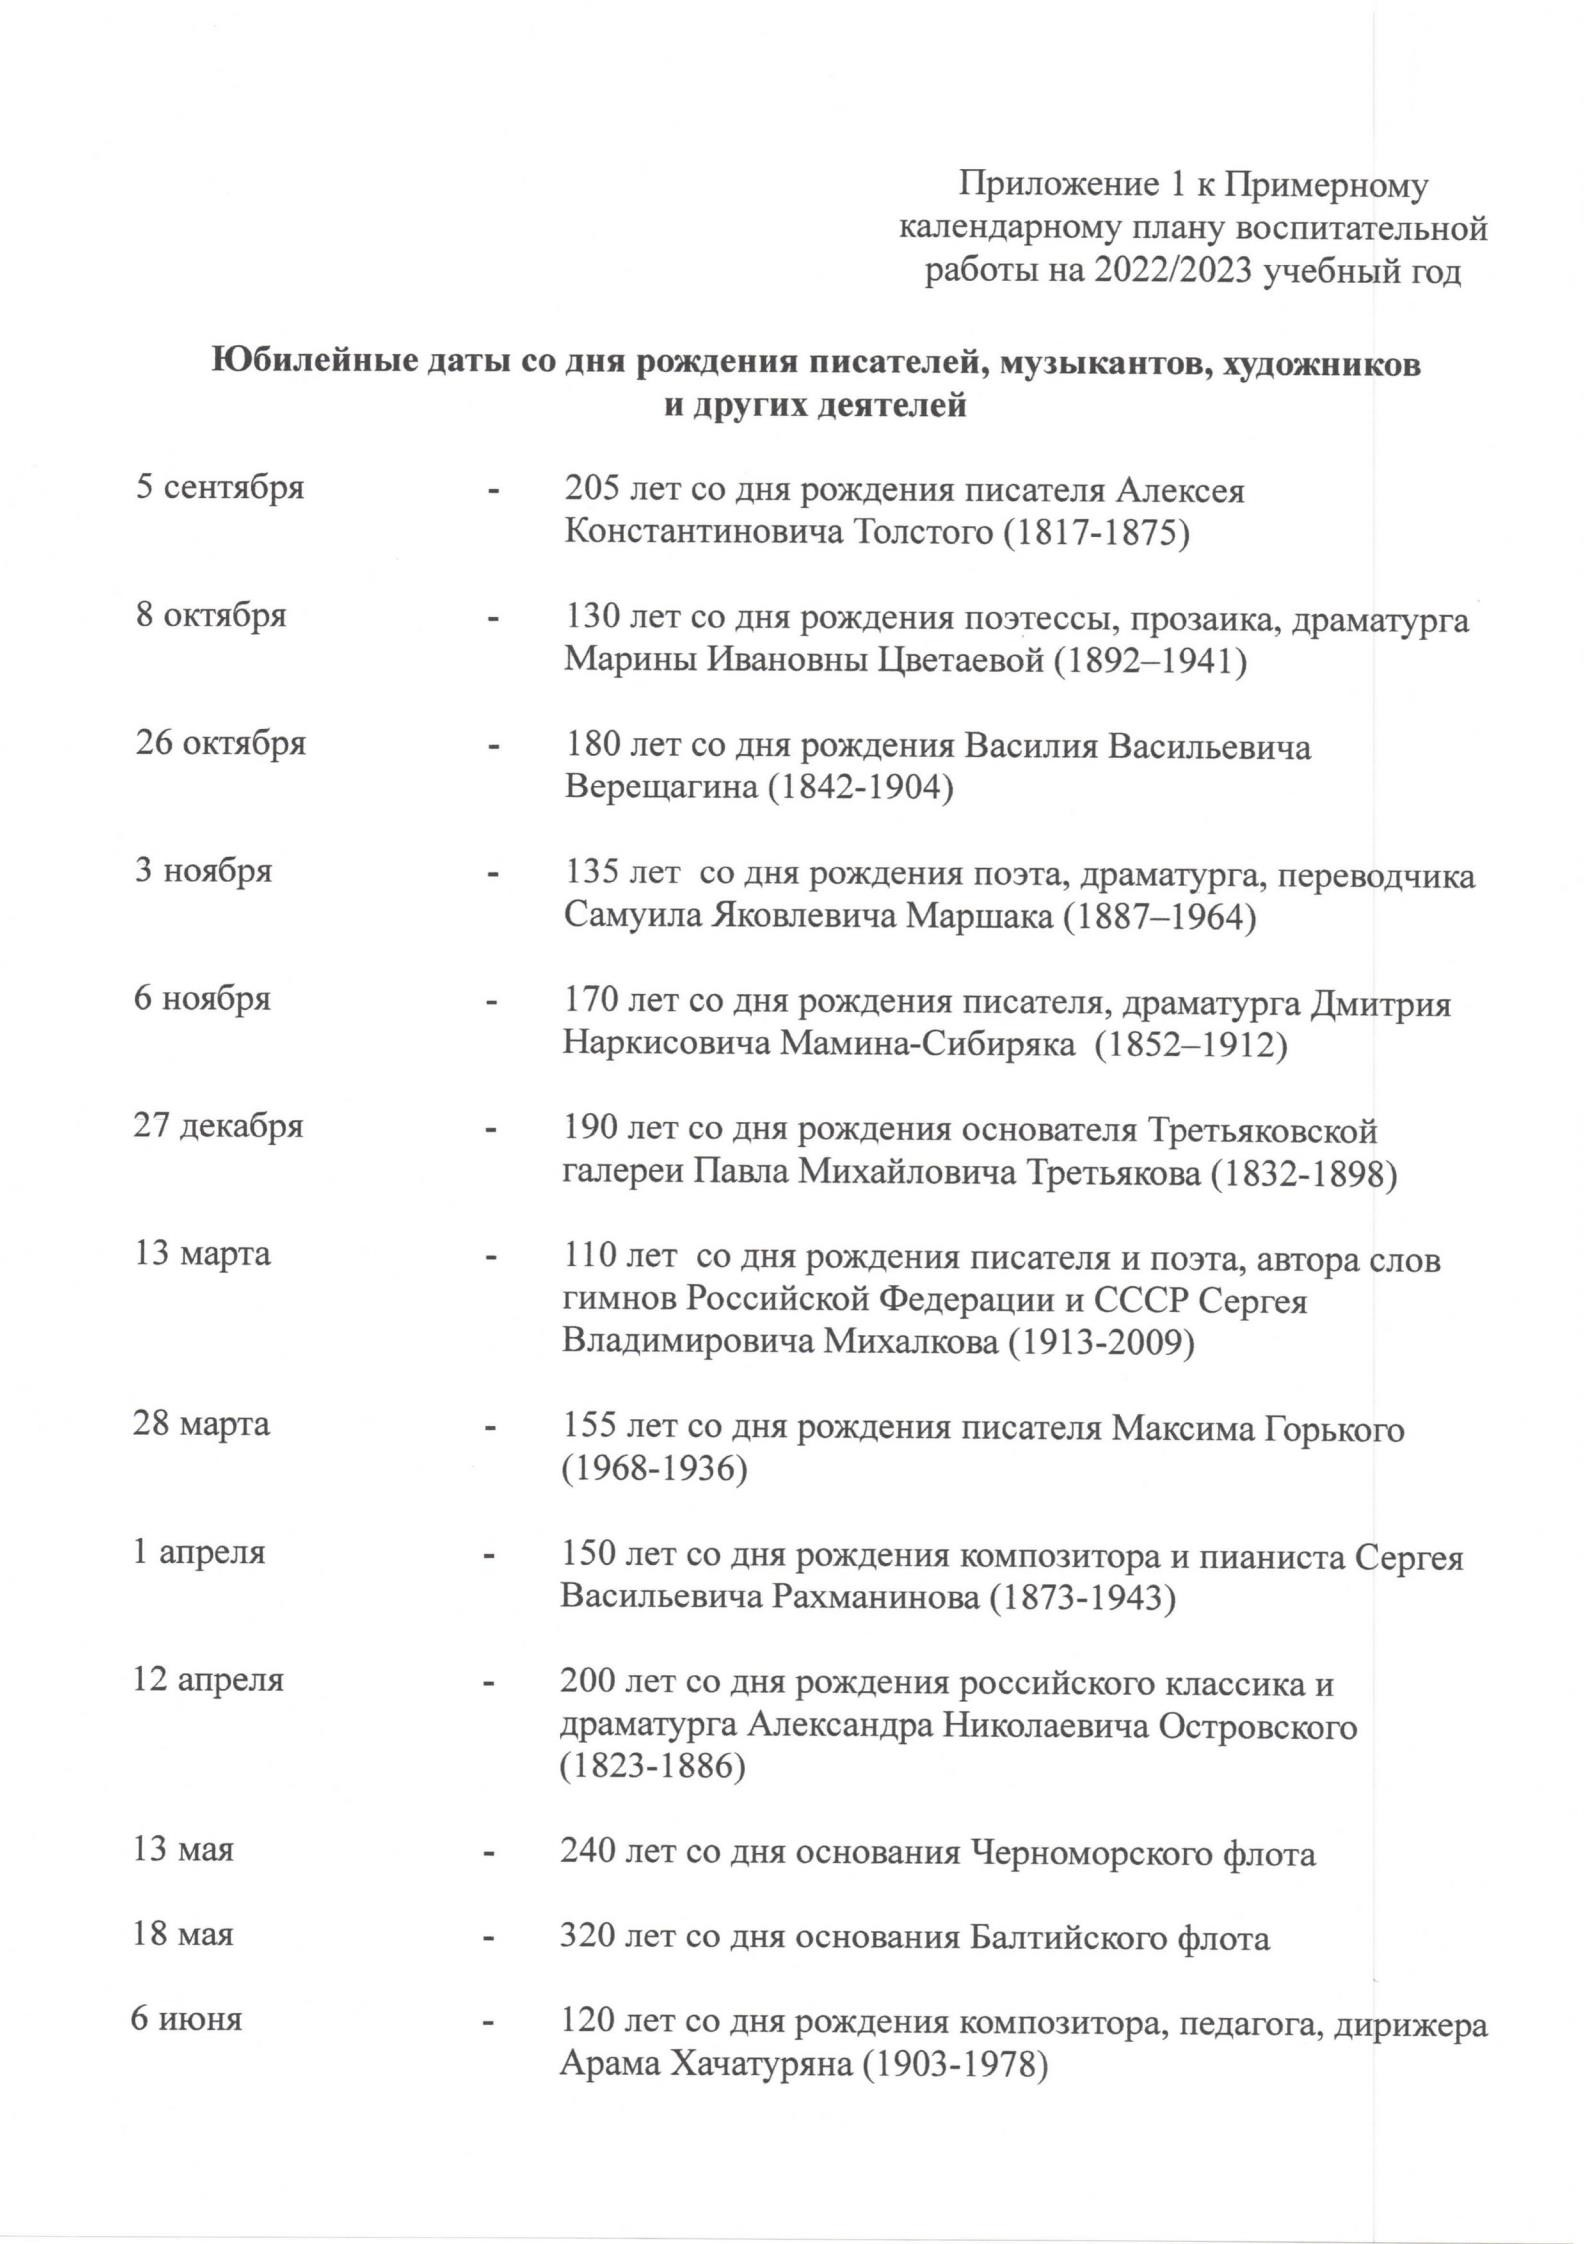 Приложение 1 к Примерному
календарному плану воспитательной
работы на 2022/2023 учебный год
Юбилейные даты со дня рождения писателей, музыкантов, художников
и других деятелей
5 сентября - 205 лет со дня рождения писателя Алексея
Константиновича Толстого (1817-1875)
8 октября - 130 лет со дня рождения поэтессы, прозаика, драматурга
Марины Ивановны Цветаевой (1892–1941)
26 октября - 180 лет со дня рождения Василия Васильевича
Верещагина (1842-1904)
3 ноября - 135 лет со дня рождения поэта, драматурга, переводчика
Самуила Яковлевича Маршака (1887–1964)
6 ноября - 170 лет со дня рождения писателя, драматурга Дмитрия
Наркисовича Мамина-Сибиряка (1852–1912)
27 декабря - 190 лет со дня рождения основателя Третьяковской
галереи Павла Михайловича Третьякова (1832-1898)
13 марта - 110 лет со дня рождения писателя и поэта, автора слов
гимнов Российской Федерации и СССР Сергея
Владимировича Михалкова (1913-2009)
28 марта - 155 лет со дня рождения писателя Максима Горького
(1968-1936)
1 апреля - 150 лет со дня рождения композитора и пианиста Сергея
Васильевича Рахманинова (1873-1943)
12 апреля - 200 лет со дня рождения российского классика и
драматурга Александра Николаевича Островского
(1823-1886)
13 мая - 240 лет со дня основания Черноморского флота
18 мая - 320 лет со дня основания Балтийского флота
6 июня - 120 лет со дня рождения композитора, педагога, дирижера
Арама Хачатуряна (1903-1978)